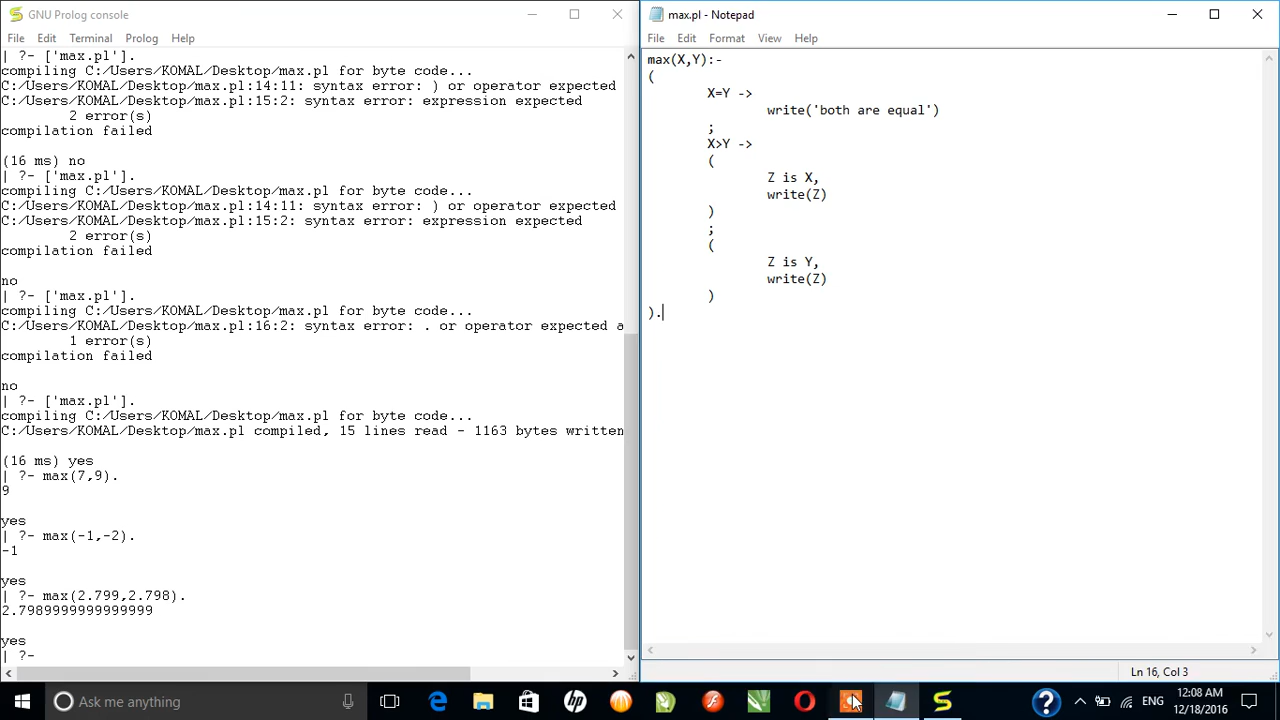 GNU Prolog console
File Edit Terminal Prolog Help
| ?- ['max.pl'].
compiling C:/Users/KOMAL/Desktop/max.pl for byte code...
C:/Users/KOMAL/Desktop/max.pl:14:11: syntax error: ) or operator expected
C:/Users/KOMAL/Desktop/max.pl:15:2: syntax error: expression expected
2 error(s)
compilation failed
(16 ms) no
| ?- ['max.pl'].
compiling C:/Users/KOMAL/Desktop/max.pl for byte code...
C:/Users/KOMAL/Desktop/max.pl:14:11: syntax error: ) or operator expected
C:/Users/KOMAL/Desktop/max.pl:15:2: syntax error: expression expected
2 error(s)
compilation failed
no
| ?- ['max.pl'].
compiling C:/Users/KOMAL/Desktop/max.pl for byte code...
C:/Users/KOMAL/Desktop/max.pl:16:2: syntax error: . or operator expected a
1 error(s)
compilation failed
no
| ?- ['max.pl'].
compiling C:/Users/KOMAL/Desktop/max.pl for byte code...
C:/Users/KOMAL/Desktop/max.pl compiled, 15 lines read - 1163 bytes written
(16 ms) yes
| ?- max(7,9).
9
yes
| ?- max(-1,-2).
-1
yes
| ?- max(2.799,2.798).
2.7989999999999999
yes
| ?-
max.pl - Notepad
File Edit Format View Help
max(X,Y):-
(
X=Y ->
write('both are equal')
;
X>Y ->
(
Z is X,
write(Z)
)
;
(
Z is Y,
write(Z)
)
).
Ln 16, Col 3
Ask me anything
hp
ENG
12:08 AM
12/18/2016